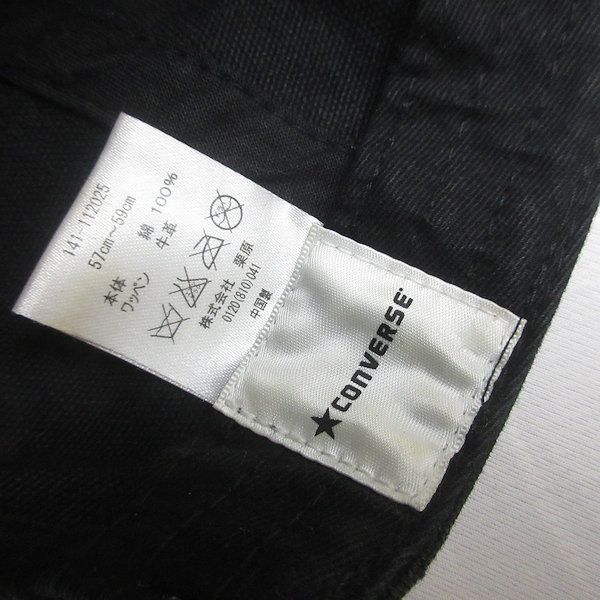 141-112025
57cm〜59cm
本体 綿 100%
ワッペン 牛革
株式会社 栗原
0120(810)041
中国製
★CONVERSE®